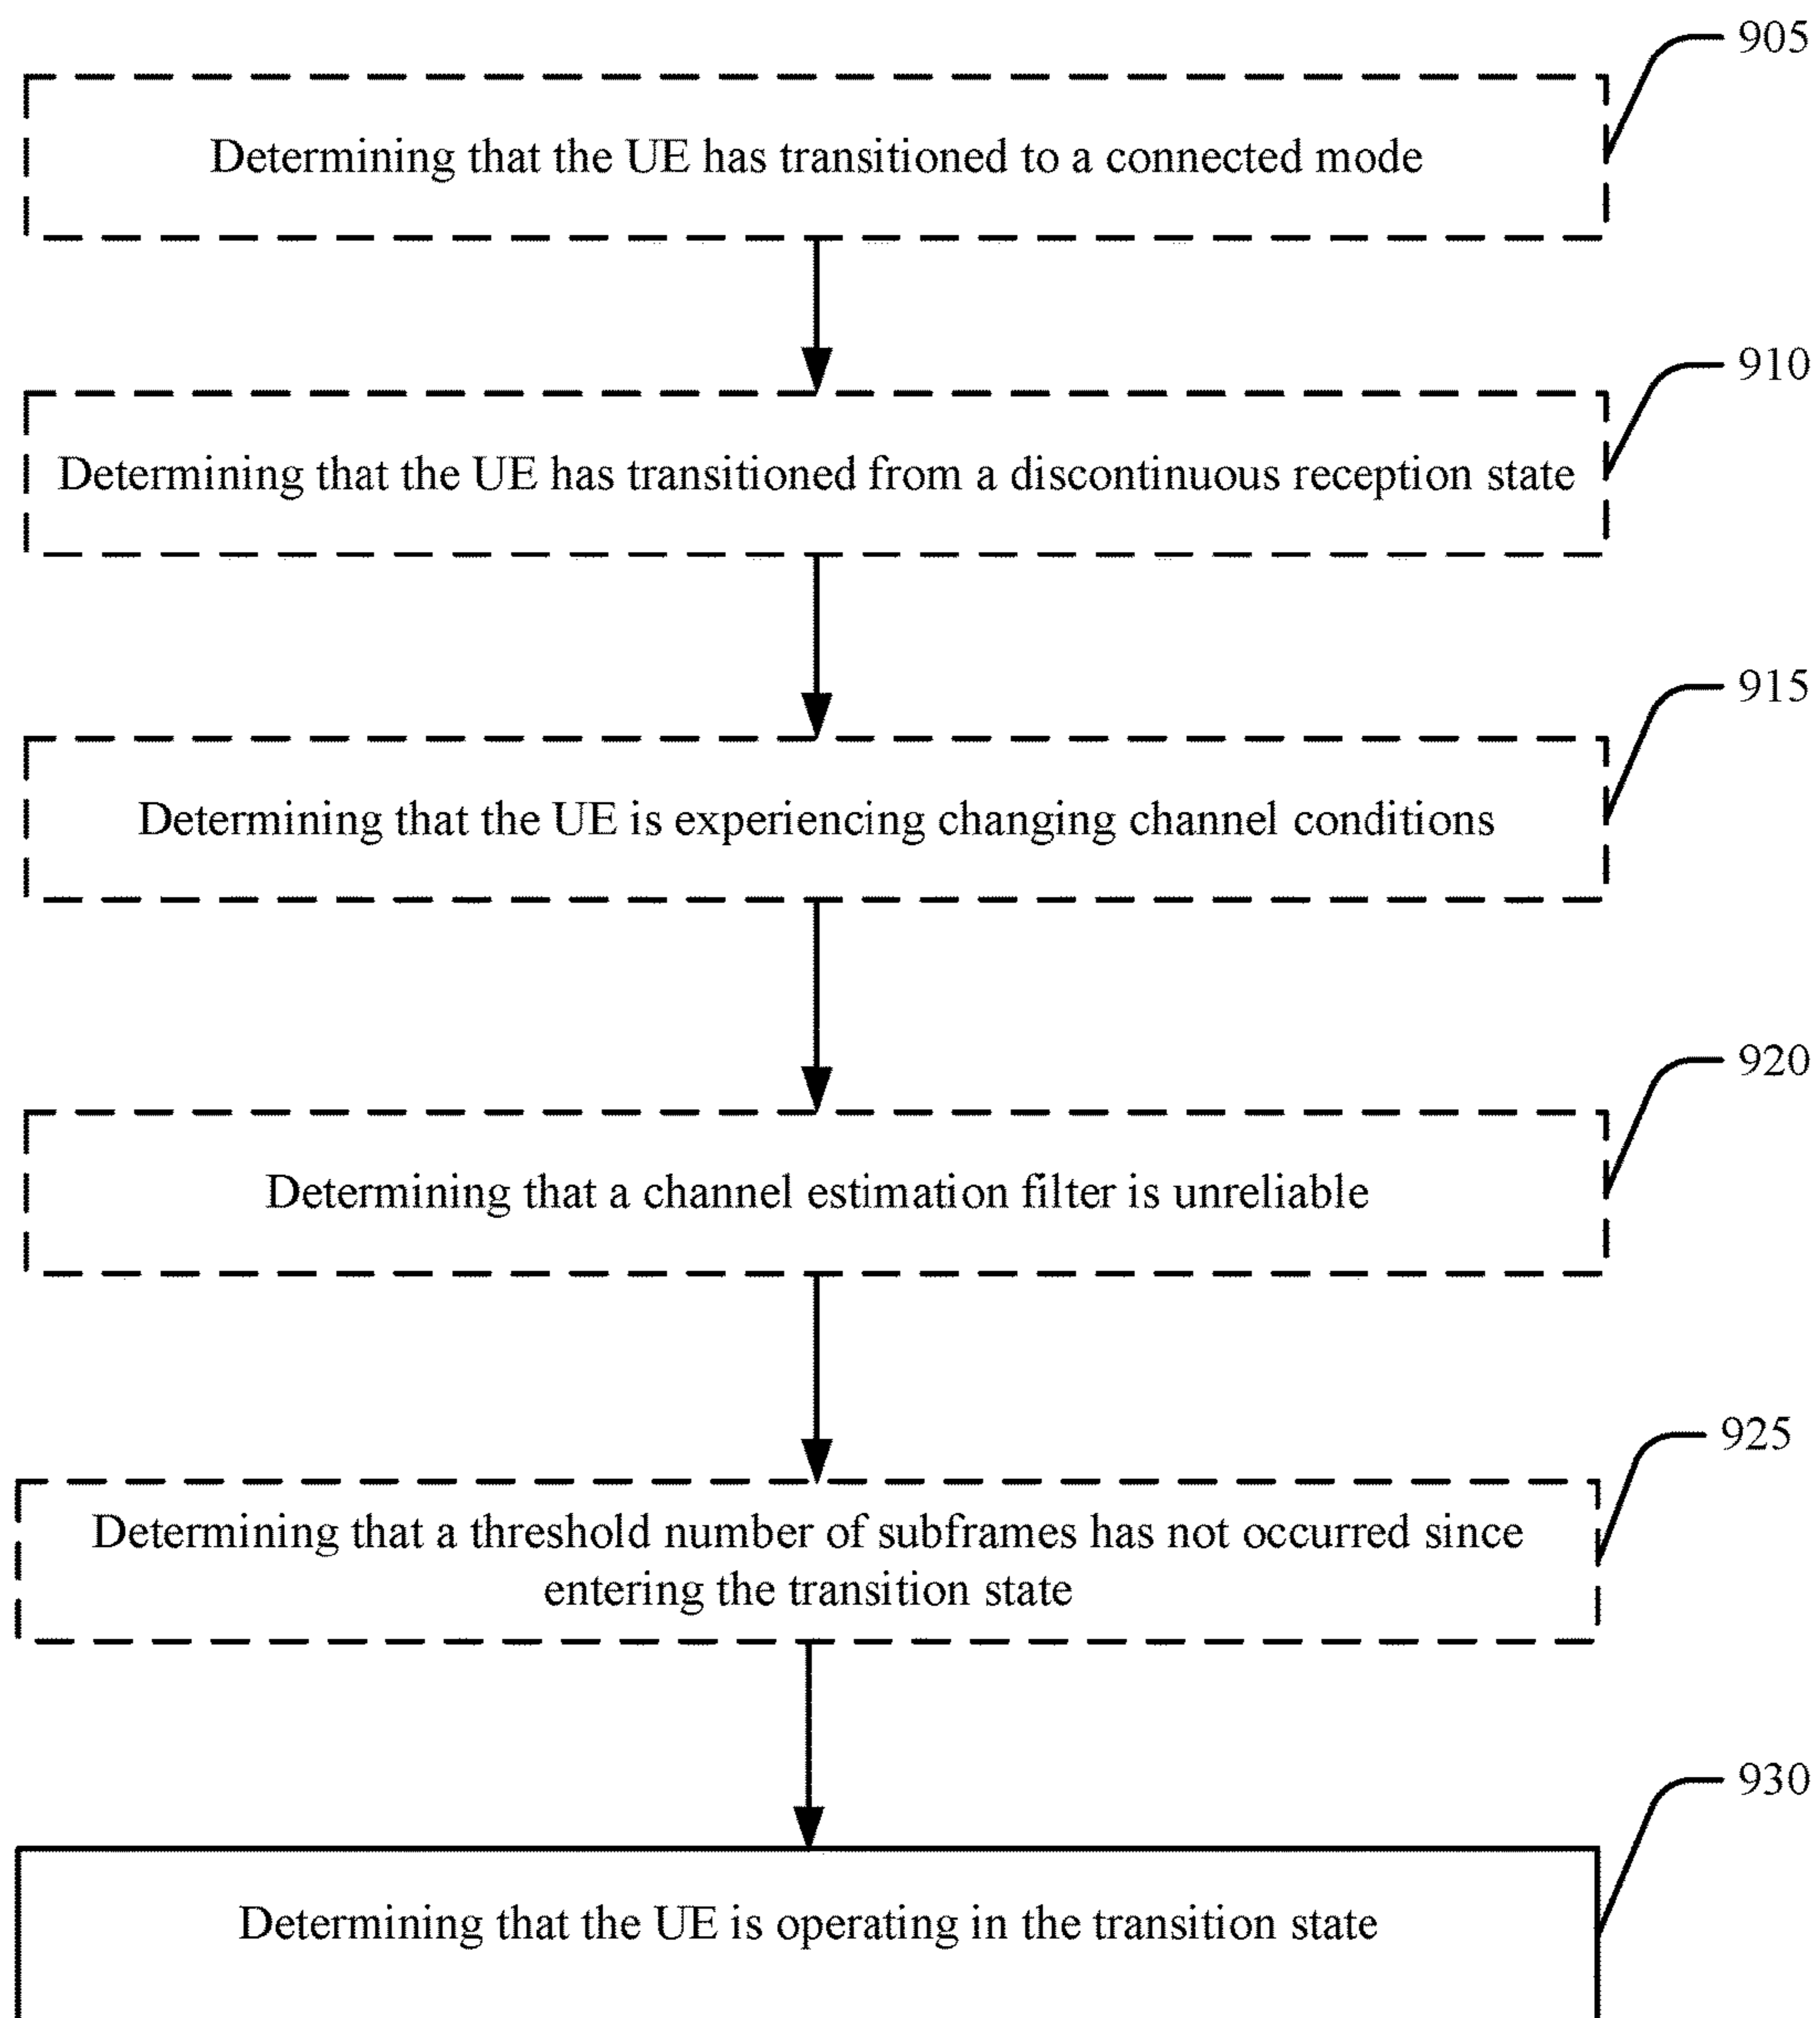 905
Determining that the UE has transitioned to a connected mode
910
Determining that the UE has transitioned from a discontinuous reception state
915
Determining that the UE is experiencing changing channel conditions
920
Determining that a channel estimation filter is unreliable
925
Determining that a threshold number of subframes has not occurred since
entering the transition state
930
Determining that the UE is operating in the transition state